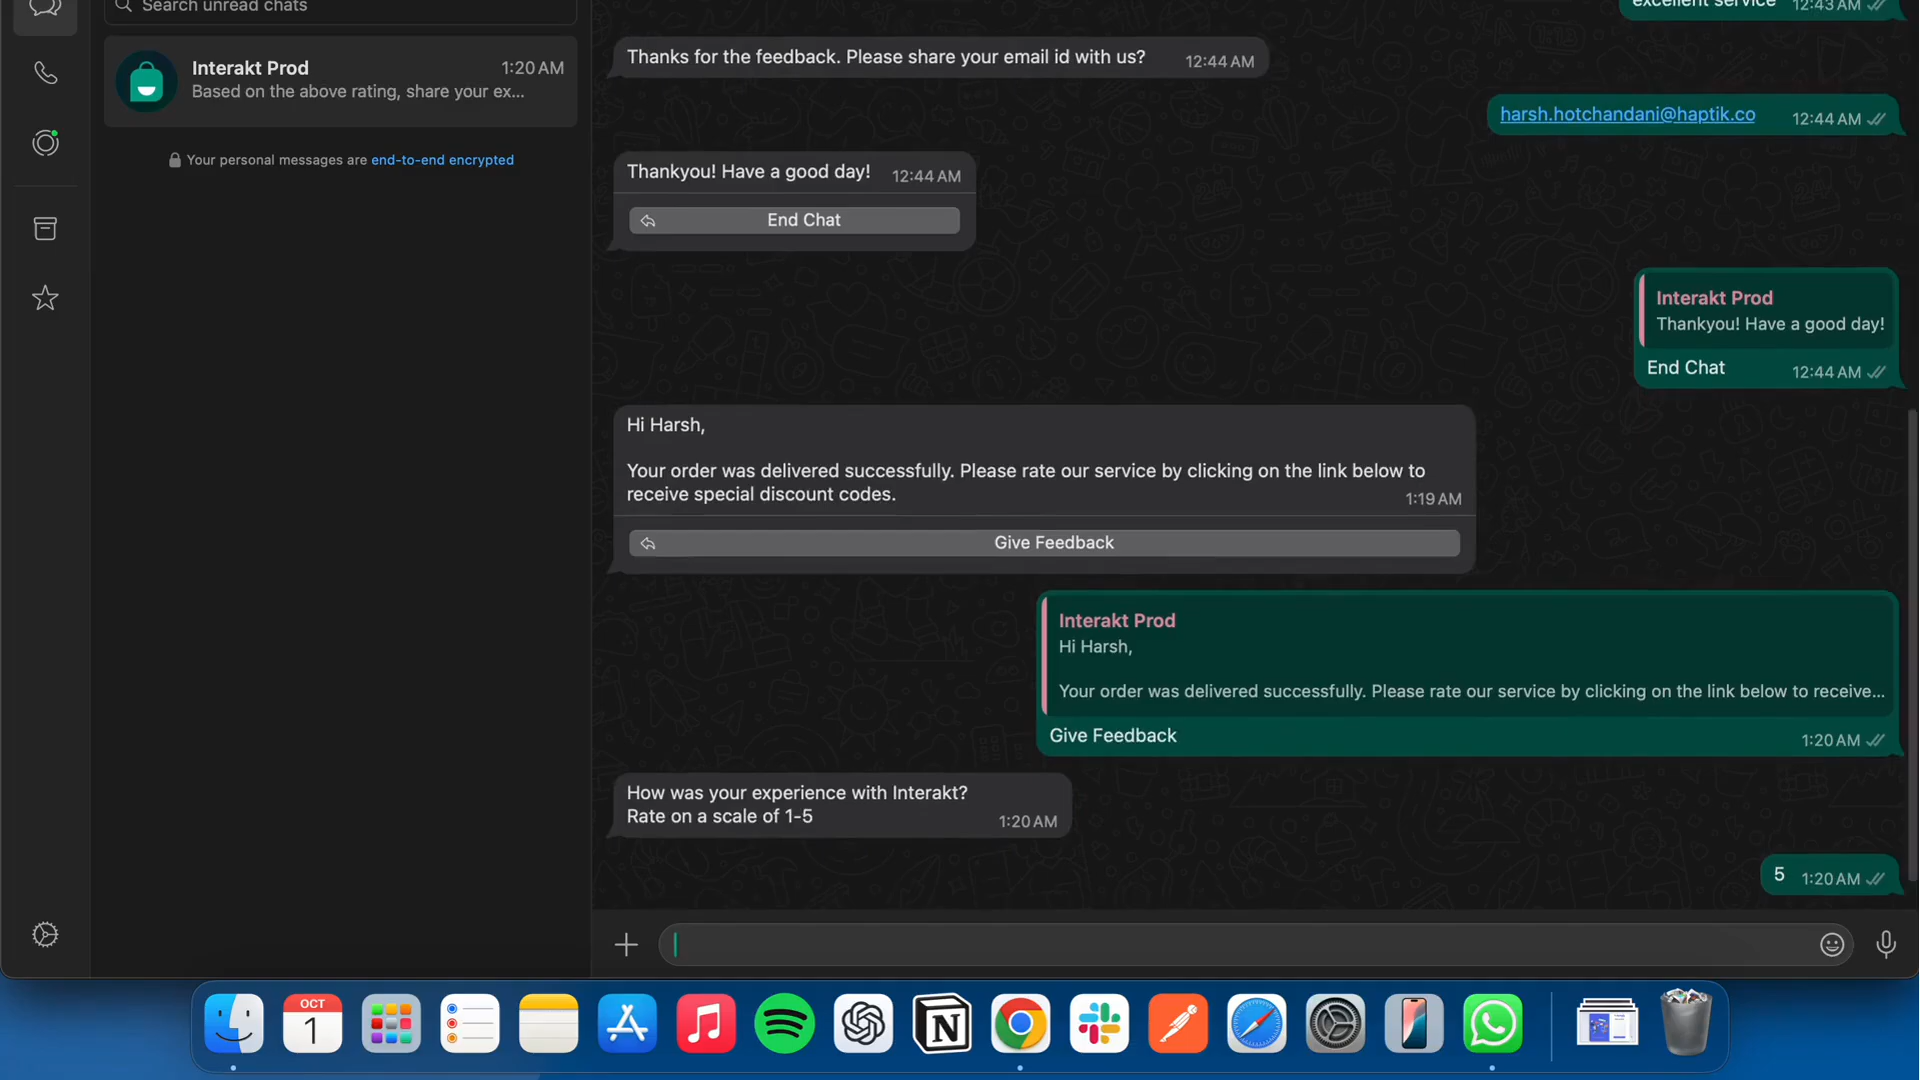 Search unread chats
Interakt Prod
1:20 AM
Based on the above rating, share your ex...
Your personal messages are end-to-end encrypted
excellent service
12:43 AM
Thanks for the feedback. Please share your email id with us?
12:44 AM
harsh.hotchandani@haptik.co
12:44 AM
Thankyou! Have a good day!
12:44 AM
End Chat
Interakt Prod
Thankyou! Have a good day!
End Chat
12:44 AM
Hi Harsh,
Your order was delivered successfully. Please rate our service by clicking on the link below to
receive special discount codes.
1:19 AM
Give Feedback
Interakt Prod
Hi Harsh,
Your order was delivered successfully. Please rate our service by clicking on the link below to receive...
Give Feedback
1:20 AM
How was your experience with Interakt?
Rate on a scale of 1-5
1:20 AM
5
1:20 AM
OCT
1